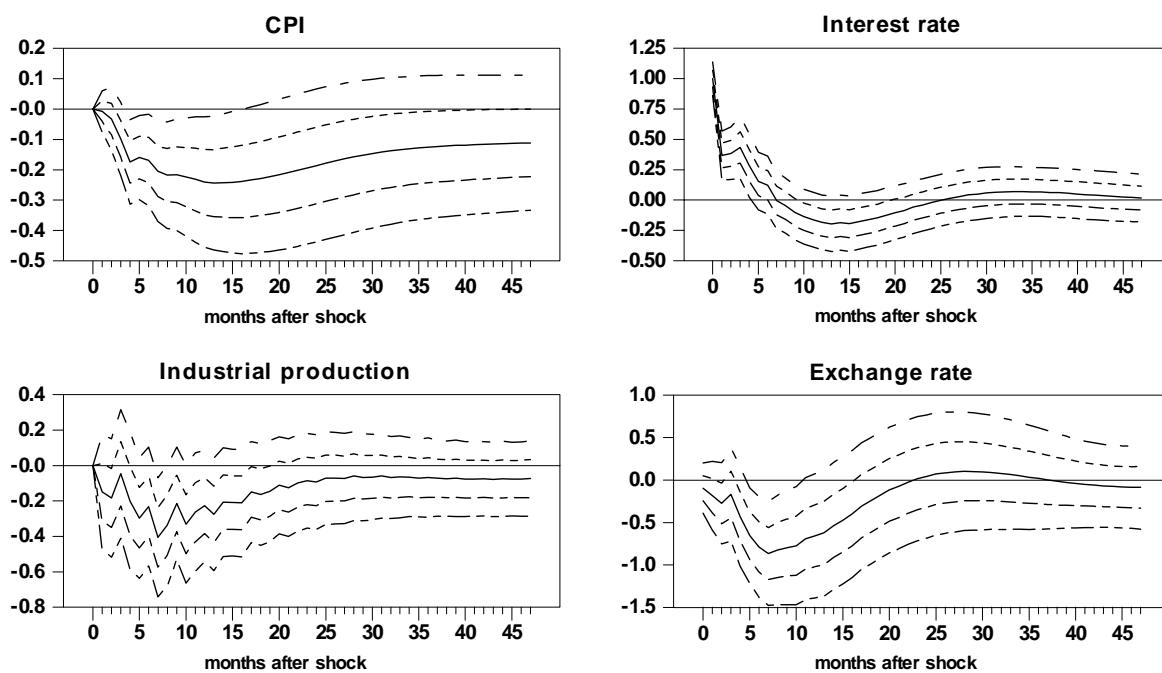 CPI
0.2
0.1
-0.0
-0.1
-0.2
-0.3
-0.4
-0.5
0 5 10 15 20 25 30 35 40 45
months after shock
Interest rate
1.25
1.00
0.75
0.50
0.25
0.00
-0.25
-0.50
0 5 10 15 20 25 30 35 40 45
months after shock
Industrial production
0.4
0.2
-0.0
-0.2
-0.4
-0.6
-0.8
0 5 10 15 20 25 30 35 40 45
months after shock
Exchange rate
1.0
0.5
0.0
-0.5
-1.0
-1.5
0 5 10 15 20 25 30 35 40 45
months after shock